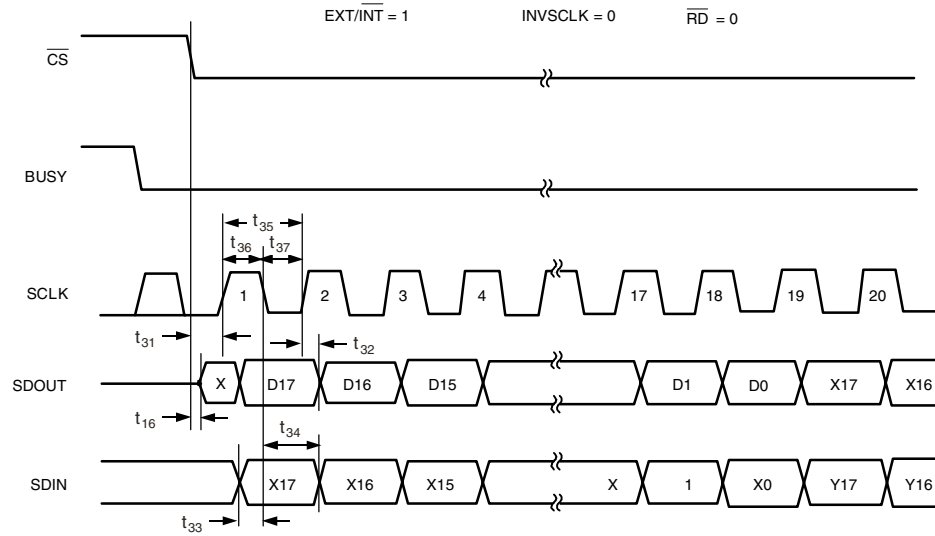 EXT/INT = 1 INVSCLK = 0 RD = 0
CS
BUSY
t35
t36 t37
SCLK 1 2 3 4 17 18 19 20
t31 t32
SDOUT X D17 D16 D15 D1 D0 X17 X16
t16 t34
SDIN X17 X16 X15 X 1 X0 Y17 Y16
t33